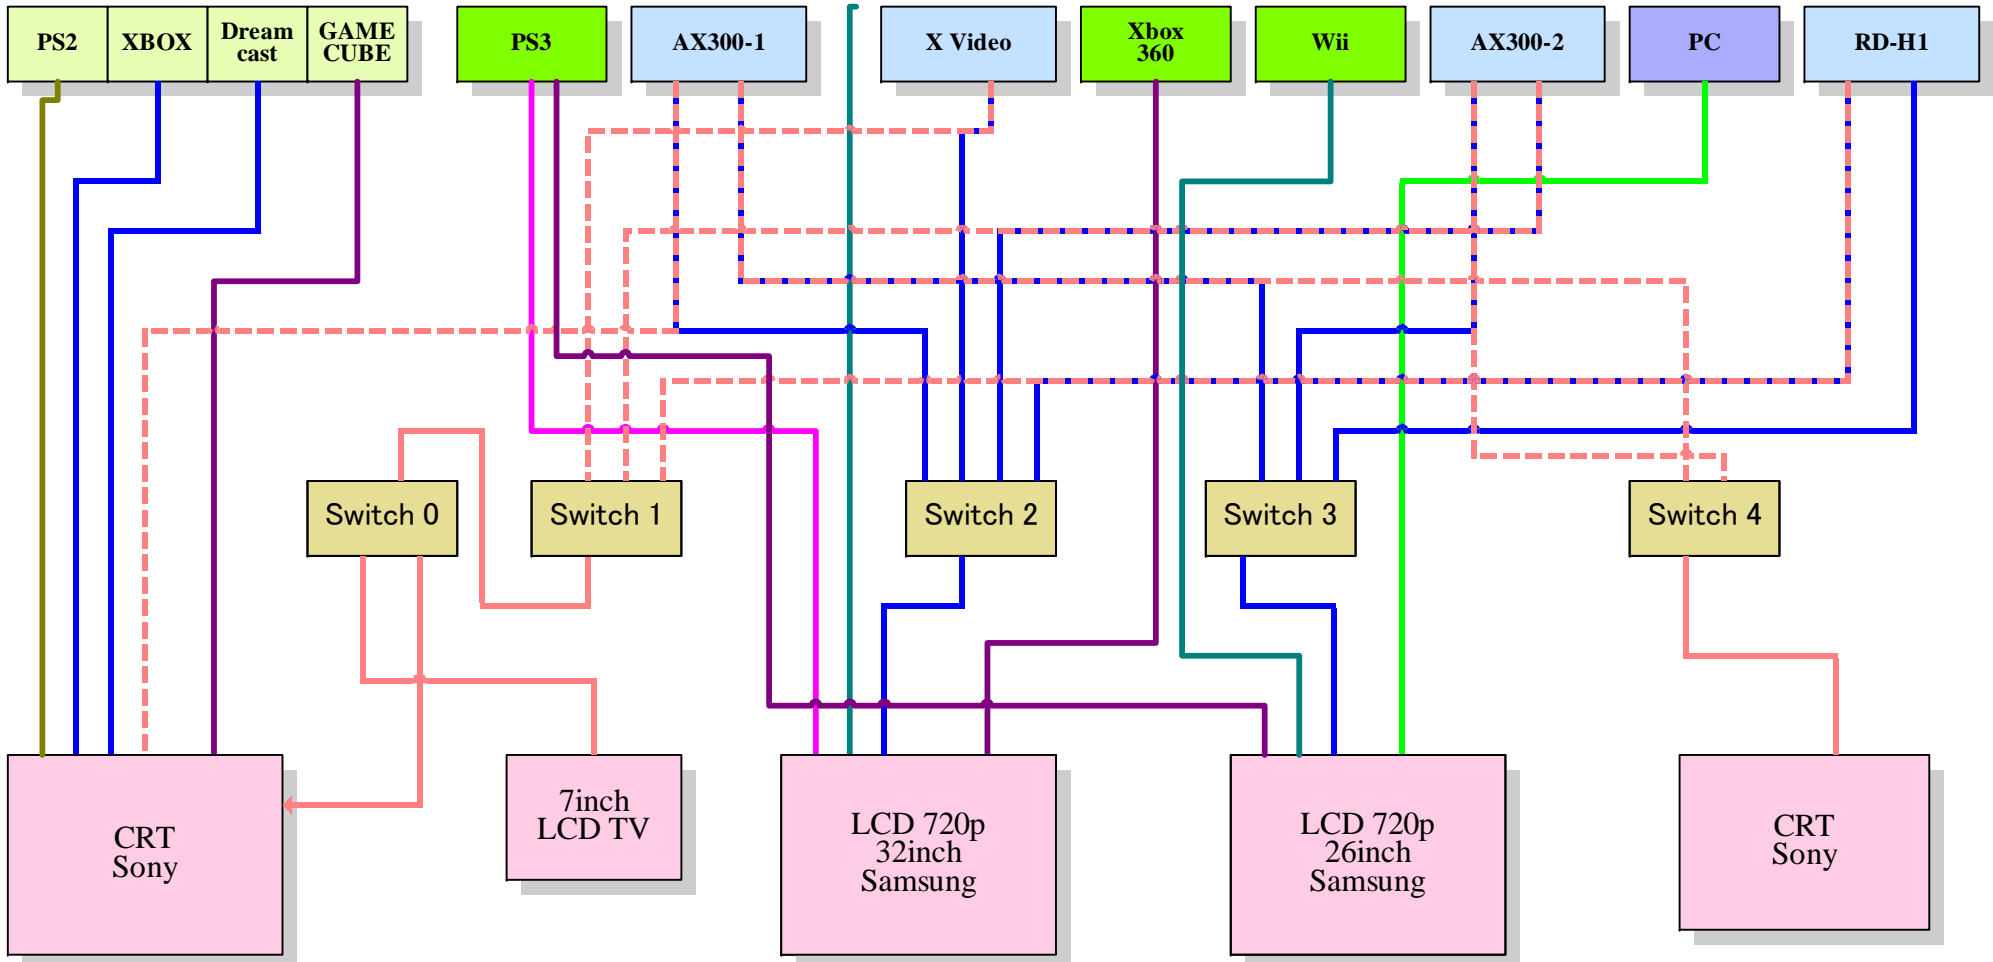 PS2
XBOX
Dream
cast
GAME
CUBE
PS3
AX300-1
X Video
Xbox
360
Wii
AX300-2
PC
RD-H1
Switch 0
Switch 1
Switch 2
Switch 3
Switch 4
CRT
Sony
7inch
LCD TV
LCD 720p
32inch
Samsung
LCD 720p
26inch
Samsung
CRT
Sony